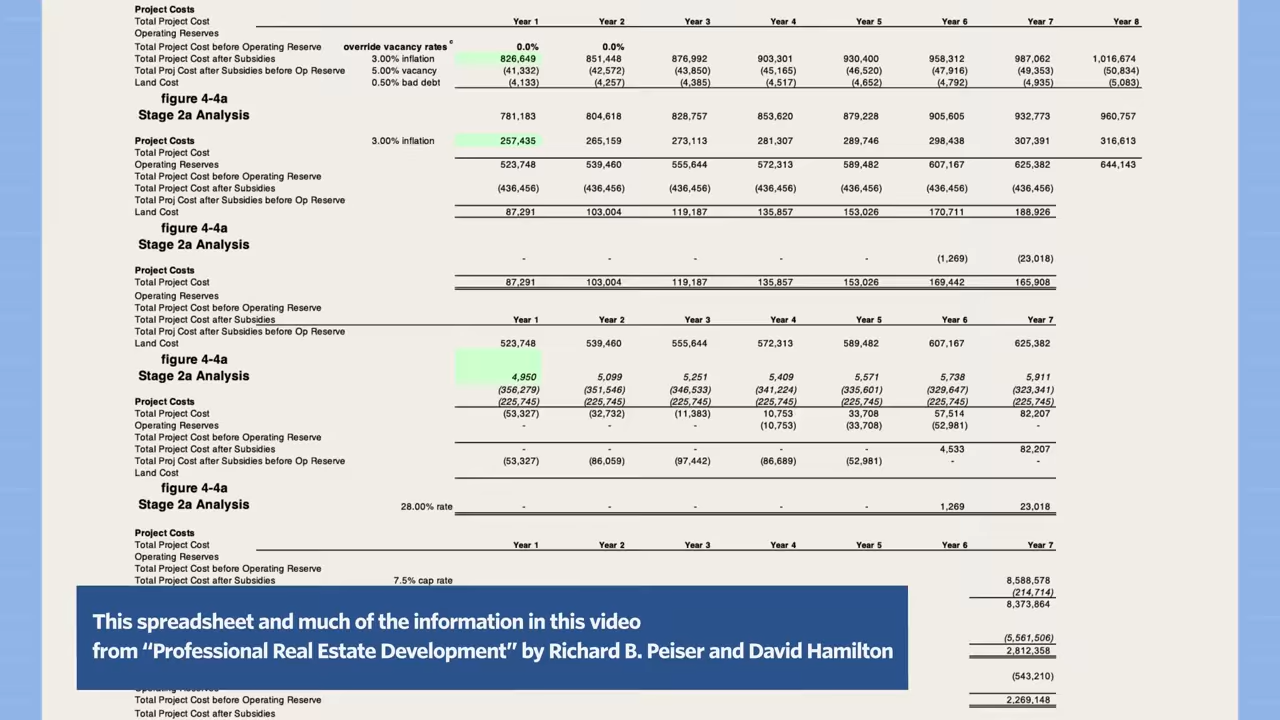 Project Costs
Total Project Cost Year 1 Year 2 Year 3 Year 4 Year 5 Year 6 Year 7 Year 8
Operating Reserves
Total Project Cost before Operating Reserve override vacancy rates c 0.0% 0.0%
Total Project Cost after Subsidies 3.00% inflation 826,649 851,448 876,992 903,301 930,400 958,312 987,062 1,016,674
Total Proj Cost after Subsidies before Op Reserve 5.00% vacancy (41,332) (42,572) (43,850) (45,165) (46,520) (47,916) (49,353) (50,834)
Land Cost 0.50% bad debt (4,133) (4,257) (4,385) (4,517) (4,652) (4,792) (4,935) (5,083)
figure 4-4a
Stage 2a Analysis 781,183 804,618 828,757 853,620 879,228 905,605 932,773 960,757
Project Costs 3.00% inflation 257,435 265,159 273,113 281,307 289,746 298,438 307,391 316,613
Total Project Cost
Operating Reserves 523,748 539,460 555,644 572,313 589,482 607,167 625,382 644,143
Total Project Cost before Operating Reserve
Total Project Cost after Subsidies (436,456) (436,456) (436,456) (436,456) (436,456) (436,456) (436,456)
Total Proj Cost after Subsidies before Op Reserve
Land Cost 87,291 103,004 119,187 135,857 153,026 170,711 188,926
figure 4-4a
Stage 2a Analysis
- - - - - (1,269) (23,018)
Project Costs
Total Project Cost 87,291 103,004 119,187 135,857 153,026 169,442 165,908
Operating Reserves
Total Project Cost before Operating Reserve
Total Project Cost after Subsidies Year 1 Year 2 Year 3 Year 4 Year 5 Year 6 Year 7
Total Proj Cost after Subsidies before Op Reserve
Land Cost 523,748 539,460 555,644 572,313 589,482 607,167 625,382
figure 4-4a
Stage 2a Analysis 4,950 5,099 5,251 5,409 5,571 5,738 5,911
(356,279) (351,546) (346,533) (341,224) (335,601) (329,647) (323,341)
Project Costs (225,745) (225,745) (225,745) (225,745) (225,745) (225,745) (225,745)
Total Project Cost (53,327) (32,732) (11,383) 10,753 33,708 57,514 82,207
Operating Reserves - - - (10,753) (33,708) (52,981) -
Total Project Cost before Operating Reserve
Total Project Cost after Subsidies - - - - - 4,533 82,207
Total Proj Cost after Subsidies before Op Reserve (53,327) (86,059) (97,442) (86,689) (52,981) - -
Land Cost
figure 4-4a
Stage 2a Analysis 28.00% rate - - - - - 1,269 23,018
Project Costs
Total Project Cost Year 1 Year 2 Year 3 Year 4 Year 5 Year 6 Year 7
Operating Reserves
Total Project Cost before Operating Reserve
Total Project Cost after Subsidies 7.5% cap rate 8,588,578
(214,714)
8,373,864
This spreadsheet and much of the information in this video
(5,561,506)
from “Professional Real Estate Development” by Richard B. Peiser and David Hamilton 2,812,358
(543,210)
Total Project Cost before Operating Reserve 2,269,148
Total Project Cost after Subsidies